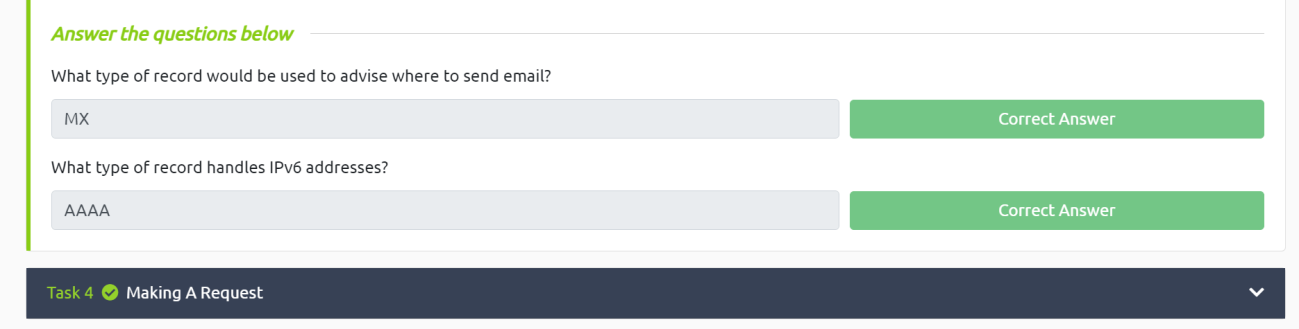 Answer the questions below
What type of record would be used to advise where to send email?
MX
Correct Answer
What type of record handles IPv6 addresses?
AAAA
Correct Answer
Task 4 Making A Request